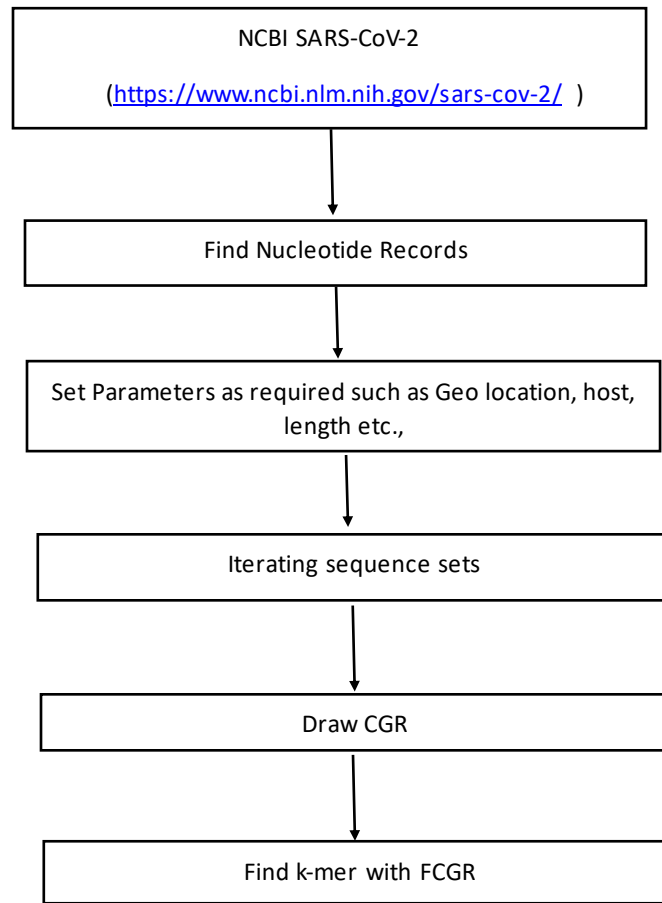 NCBI SARS-CoV-2
(https://www.ncbi.nlm.nih.gov/sars-cov-2/ )
Find Nucleotide Records
Set Parameters as required such as Geo location, host,
length etc.,
Iterating sequence sets
Draw CGR
Find k-mer with FCGR